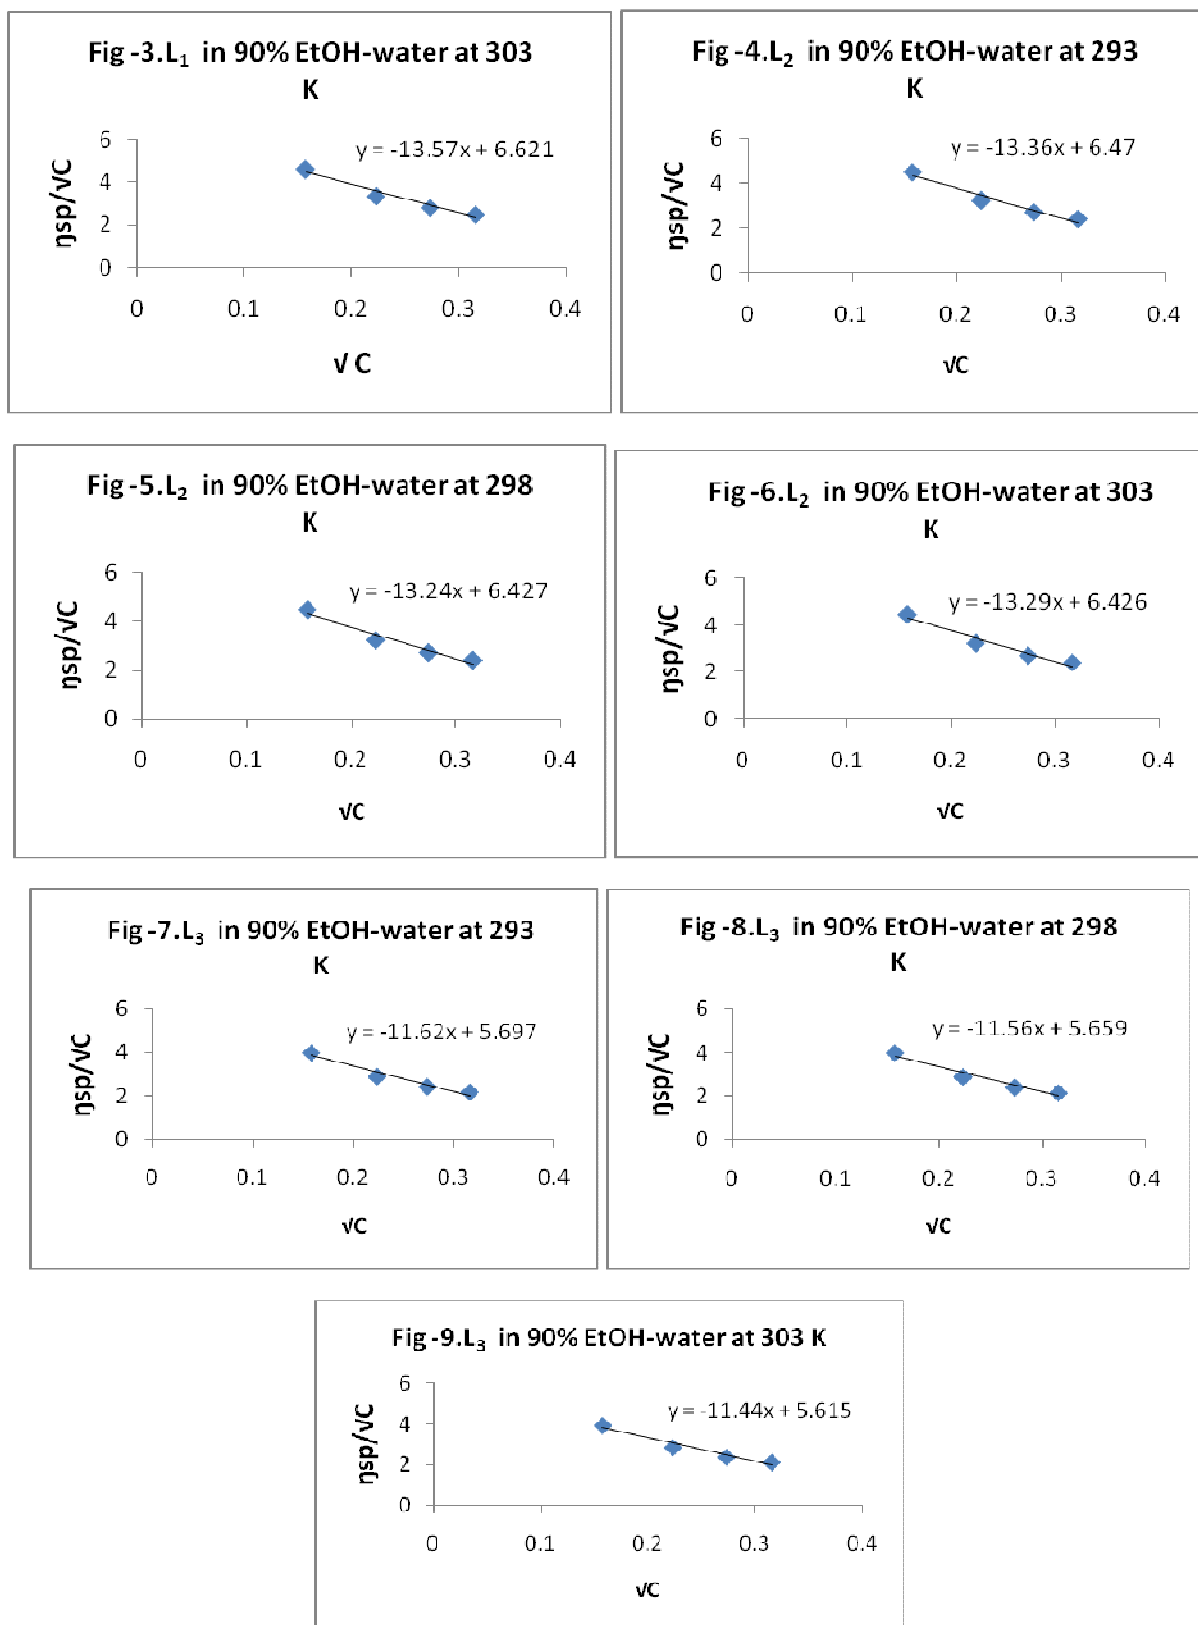 Fig -3.L₁ in 90% EtOH-water at 303
K
y = -13.57x + 6.621
ŋsp/√C
6
4
2
0
0
0.1
0.2
0.3
0.4
√ C
Fig -4.L₂ in 90% EtOH-water at 293
K
y = -13.36x + 6.47
ŋsp/√C
6
4
2
0
0
0.1
0.2
0.3
0.4
√C
Fig -5.L₂ in 90% EtOH-water at 298
K
y = -13.24x + 6.427
ŋsp/√C
6
4
2
0
0
0.1
0.2
0.3
0.4
√C
Fig -6.L₂ in 90% EtOH-water at 303
K
y = -13.29x + 6.426
ŋsp/√C
6
4
2
0
0
0.1
0.2
0.3
0.4
√C
Fig -7.L₃ in 90% EtOH-water at 293
K
y = -11.62x + 5.697
ŋsp/√C
6
4
2
0
0
0.1
0.2
0.3
0.4
√C
Fig -8.L₃ in 90% EtOH-water at 298
K
y = -11.56x + 5.659
ŋsp/√C
6
4
2
0
0
0.1
0.2
0.3
0.4
√C
Fig -9.L₃ in 90% EtOH-water at 303 K
y = -11.44x + 5.615
ŋsp/√C
6
4
2
0
0
0.1
0.2
0.3
0.4
√C